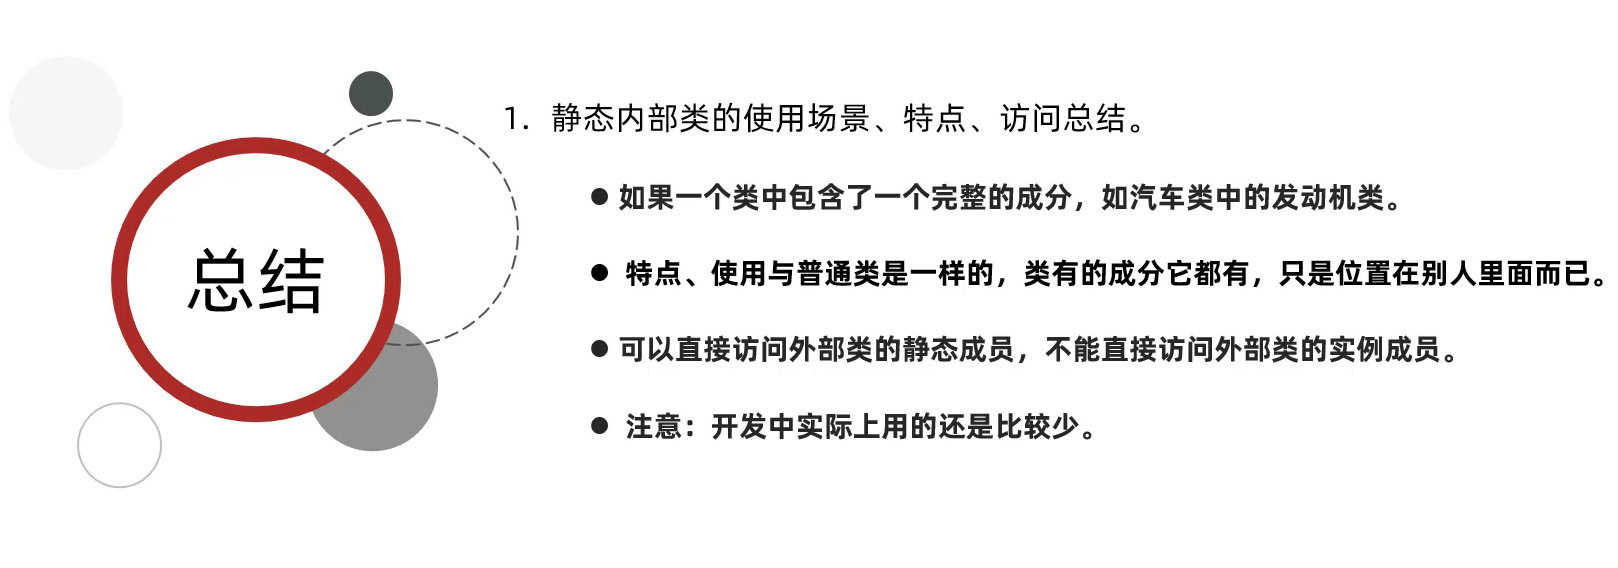 总结
1. 静态内部类的使用场景、特点、访问总结。
● 如果一个类中包含了一个完整的成分，如汽车类中的发动机类。
● 特点、使用与普通类是一样的，类有的成分它都有，只是位置在别人里面而已。
● 可以直接访问外部类的静态成员，不能直接访问外部类的实例成员。
● 注意：开发中实际上用的还是比较少。